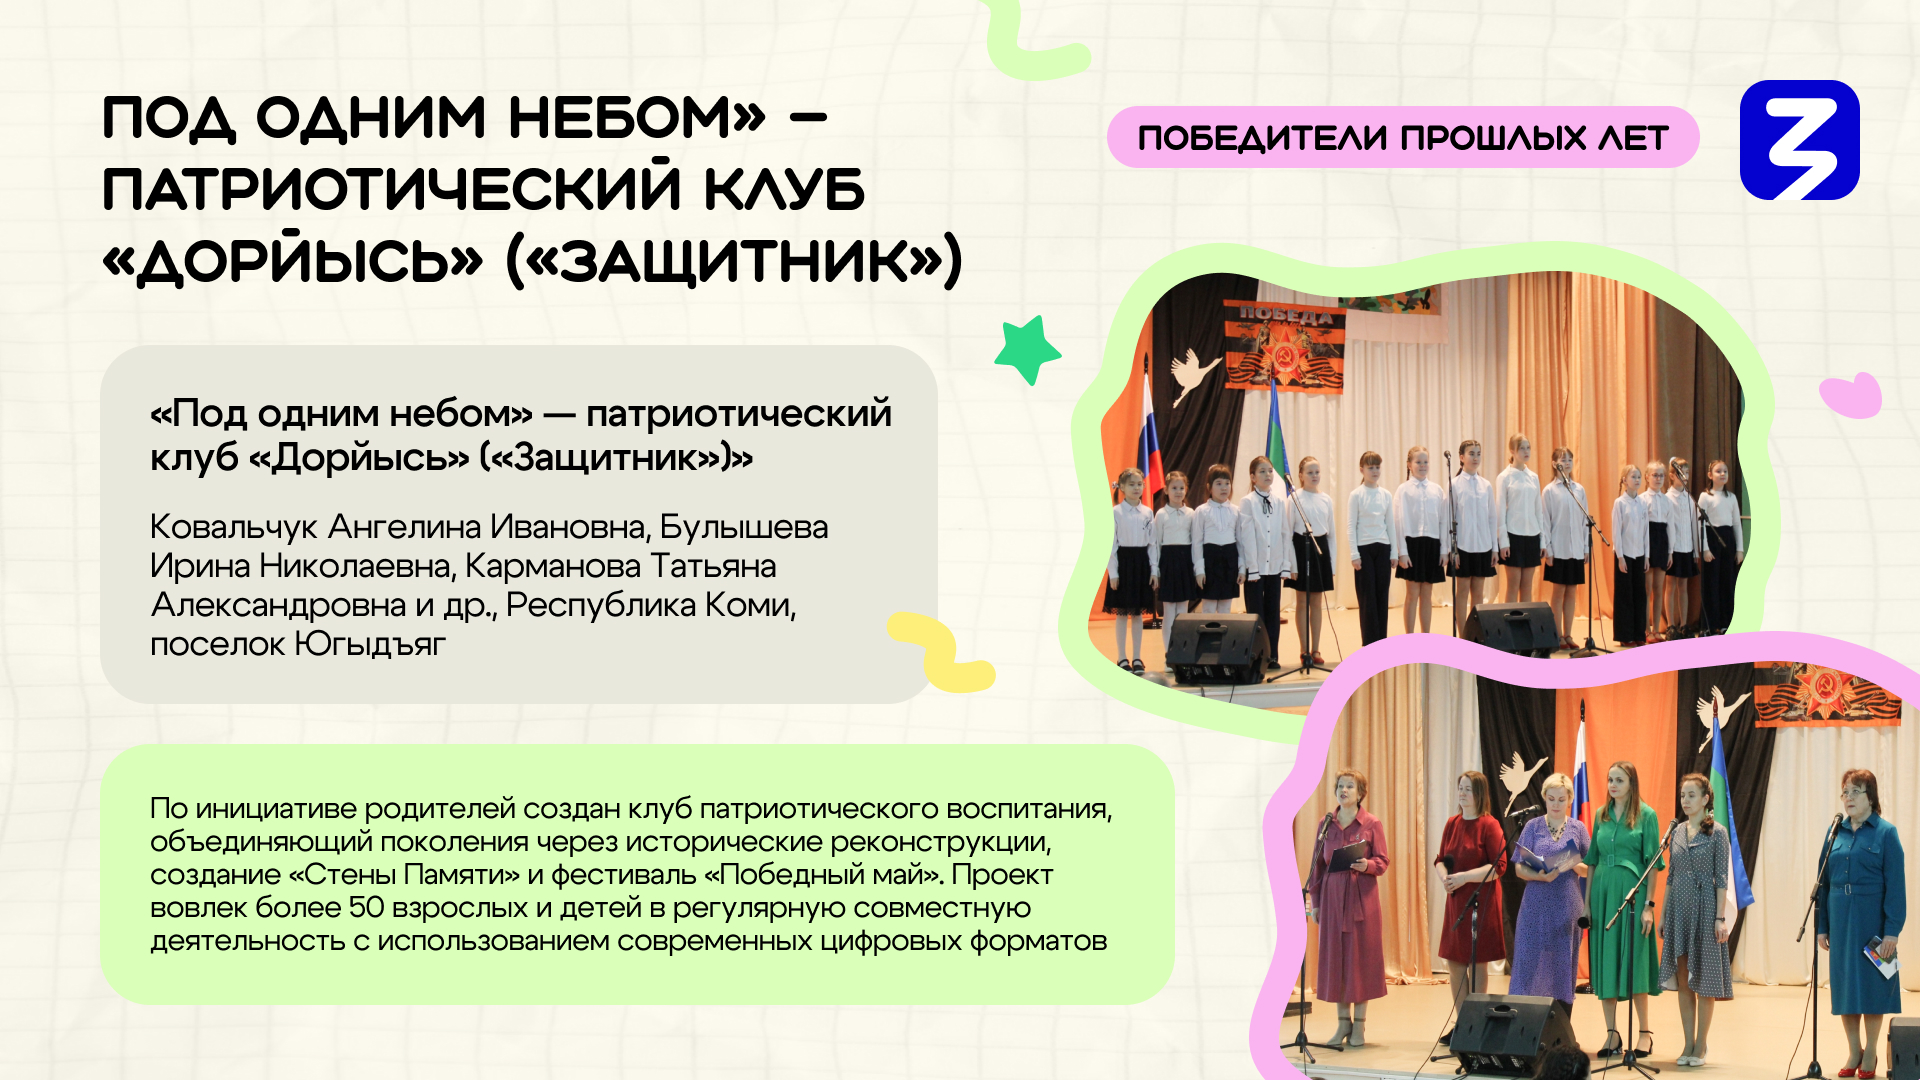 ПОД ОДНИМ НЕБОМ» –
ПАТРИОТИЧЕСКИЙ КЛУБ
«ДОРЙЫСЬ» («ЗАЩИТНИК»)
ПОБЕДИТЕЛИ ПРОШЛЫХ ЛЕТ
«Под одним небом» — патриотический
клуб «Дорйысь» («Защитник»)»
Ковальчук Ангелина Ивановна, Булышева
Ирина Николаевна, Карманова Татьяна
Александровна и др., Республика Коми,
поселок Югыдъяг
По инициативе родителей создан клуб патриотического воспитания,
объединяющий поколения через исторические реконструкции,
создание «Стены Памяти» и фестиваль «Победный май». Проект
вовлек более 50 взрослых и детей в регулярную совместную
деятельность с использованием современных цифровых форматов
ПОБЕДА